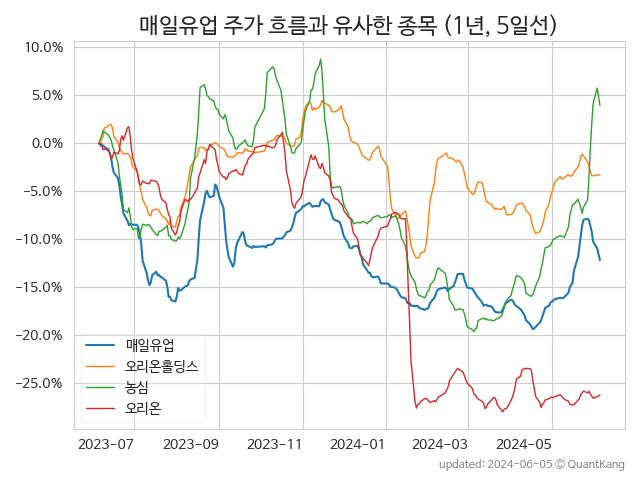 매일유업 주가 흐름과 유사한 종목 (1년, 5일선)
10.0%
5.0%
0.0%
−5.0%
−10.0%
−15.0%
−20.0%
−25.0%
매일유업
오리온홀딩스
농심
오리온
2023-07
2023-09
2023-11
2024-01
2024-03
2024-05
updated: 2024-06-05 © QuantKang